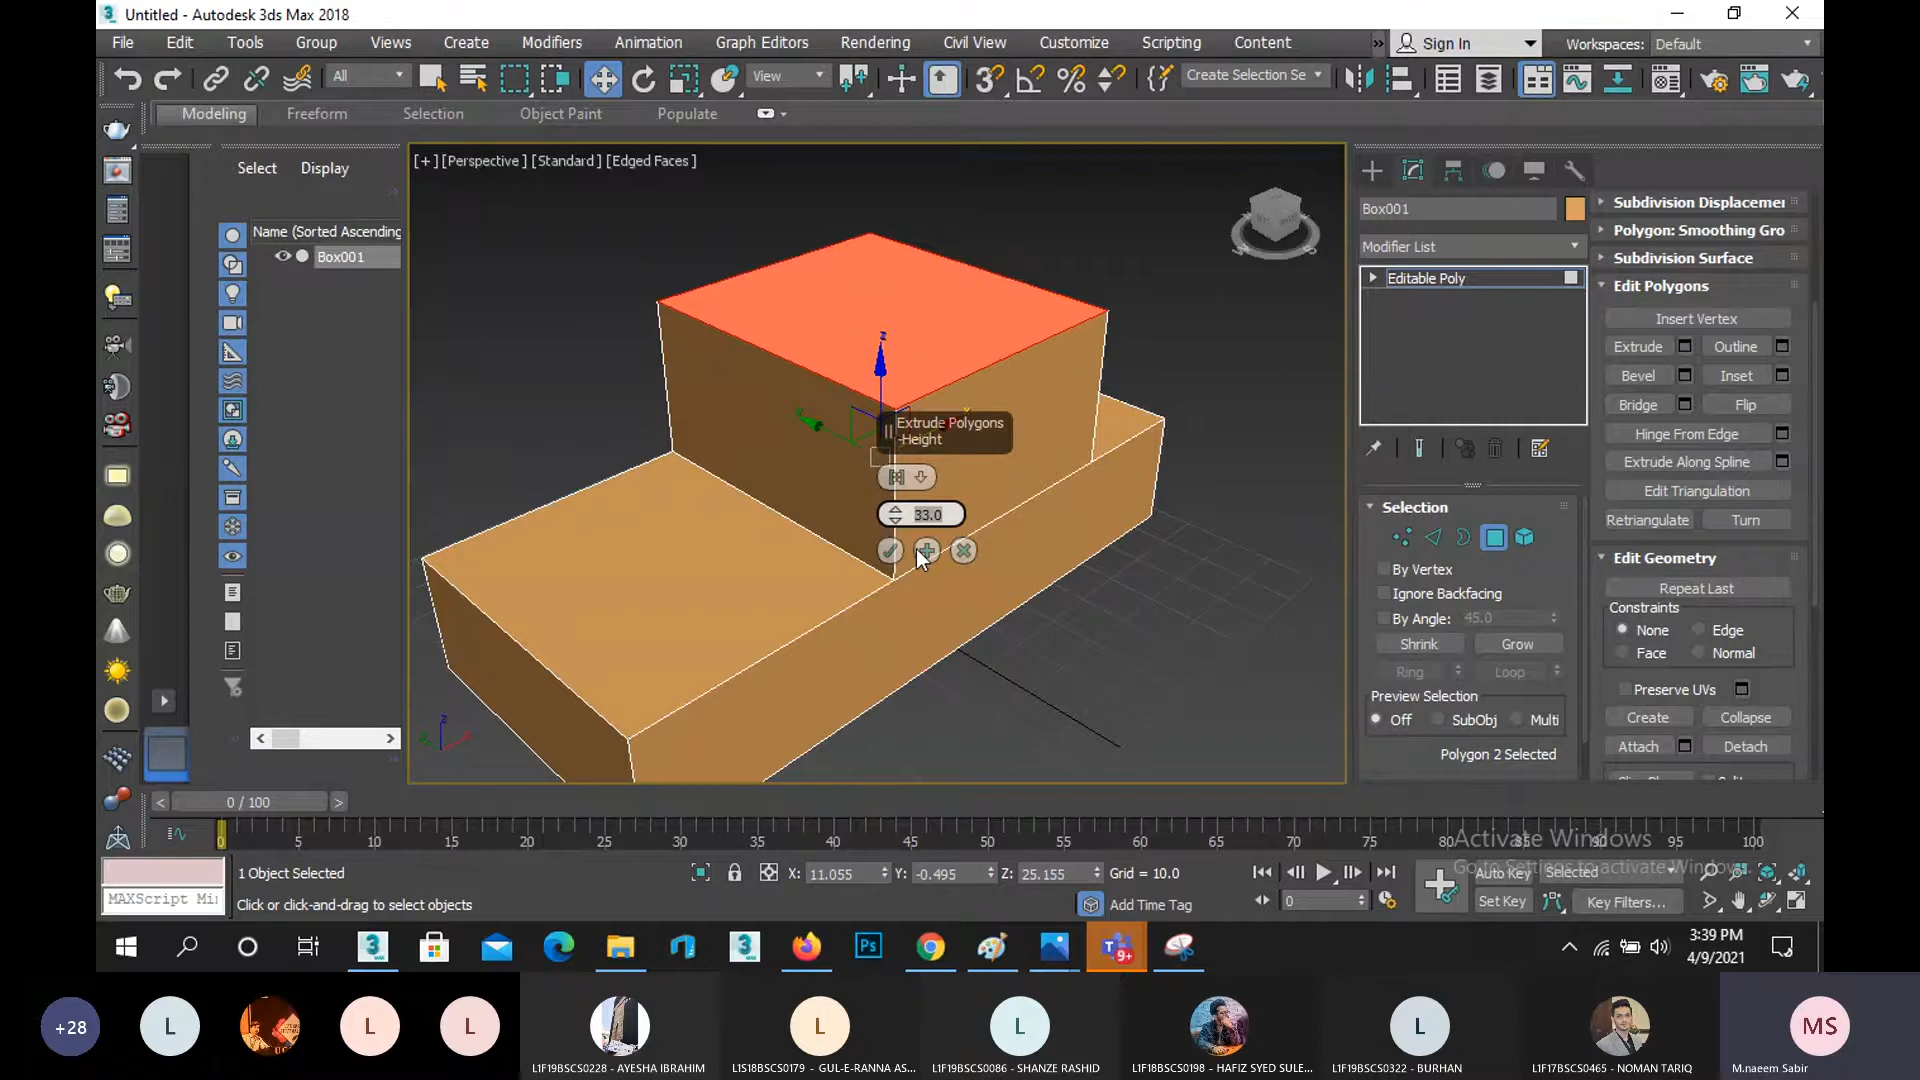 Untitled - Autodesk 3ds Max 2018
File Edit Tools Group Views Create Modifiers Animation Graph Editors Rendering Civil View Customize Scripting Content
Sign In
Workspaces: Default
All
View
Create Selection Se
Modeling Freeform Selection Object Paint Populate
Select Display
Name (Sorted Ascending
Box001
[+] [Perspective] [Standard] [Edged Faces]
Extrude Polygons
-Height
33.0
Box001
Modifier List
Editable Poly
Selection
By Vertex
Ignore Backfacing
By Angle: 45.0
Shrink Grow
Ring Loop
Preview Selection
Off SubObj Multi
Polygon 2 Selected
Subdivision Displacemer
Polygon: Smoothing Gro
Subdivision Surface
Edit Polygons
Insert Vertex
Extrude Outline
Bevel Inset
Bridge Flip
Hinge From Edge
Extrude Along Spline
Edit Triangulation
Retriangulate Turn
Edit Geometry
Repeat Last
Constraints
None Edge
Face Normal
Preserve UVs
Create Collapse
Attach Detach
0 / 100
0 5 10 15 20 25 30 35 40 45 50 55 60 65 70 75 80 85 90 95 100
Activate Windows
Go to Settings to activate Windows.
MAXScript Mi
1 Object Selected
Click or click-and-drag to select objects
X: 11.055 Y: -0.495 Z: 25.155 Grid = 10.0
Add Time Tag
0
Auto Key Selected
Set Key Key Filters...
9+
3:39 PM
4/9/2021
+28 L L L L L L MS
L1F19BSCS0228 - AYESHA IBRAHIM
L1S18BSCS0179 - GUL-E-RANNA AS...
L1F19BSCS0086 - SHANZE RASHID
L1F18BSCS0198 - HAFIZ SYED SULE...
L1F19BSCS0322 - BURHAN
L1F17BSCS0465 - NOMAN TARIQ
M.naeem Sabir